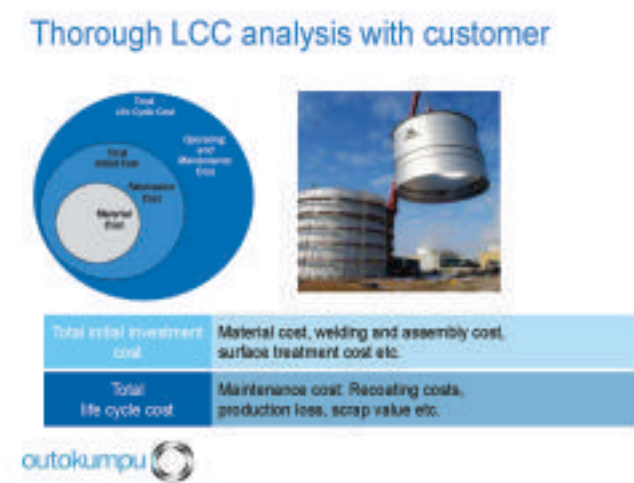 Thorough LCC analysis with customer
Total
Life Cycle Cost
Operating
and
Maintenance
Cost
Total
Initial Cost
Fabrication
Cost
Material
Cost
Total initial investment
cost
Material cost, welding and assembly cost,
surface treatment cost etc.
Total
life cycle cost
Maintenance cost: Recoating costs,
production loss, scrap value etc.
outokumpu